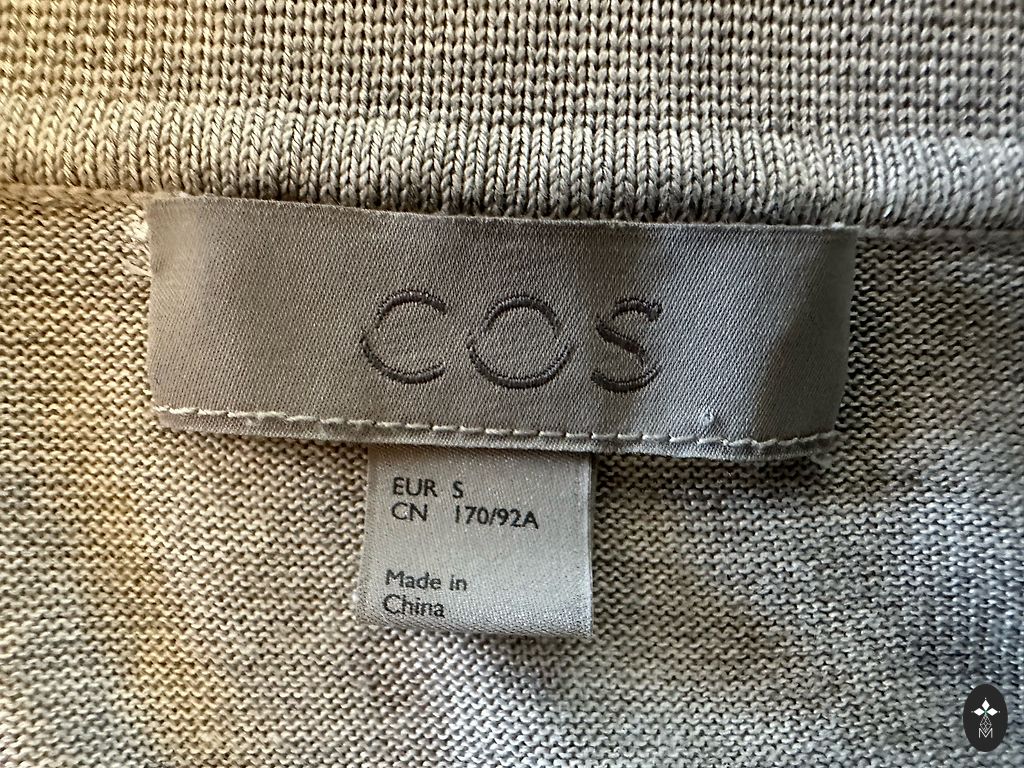 COS
EUR S
CN 170/92A
Made in
China
M